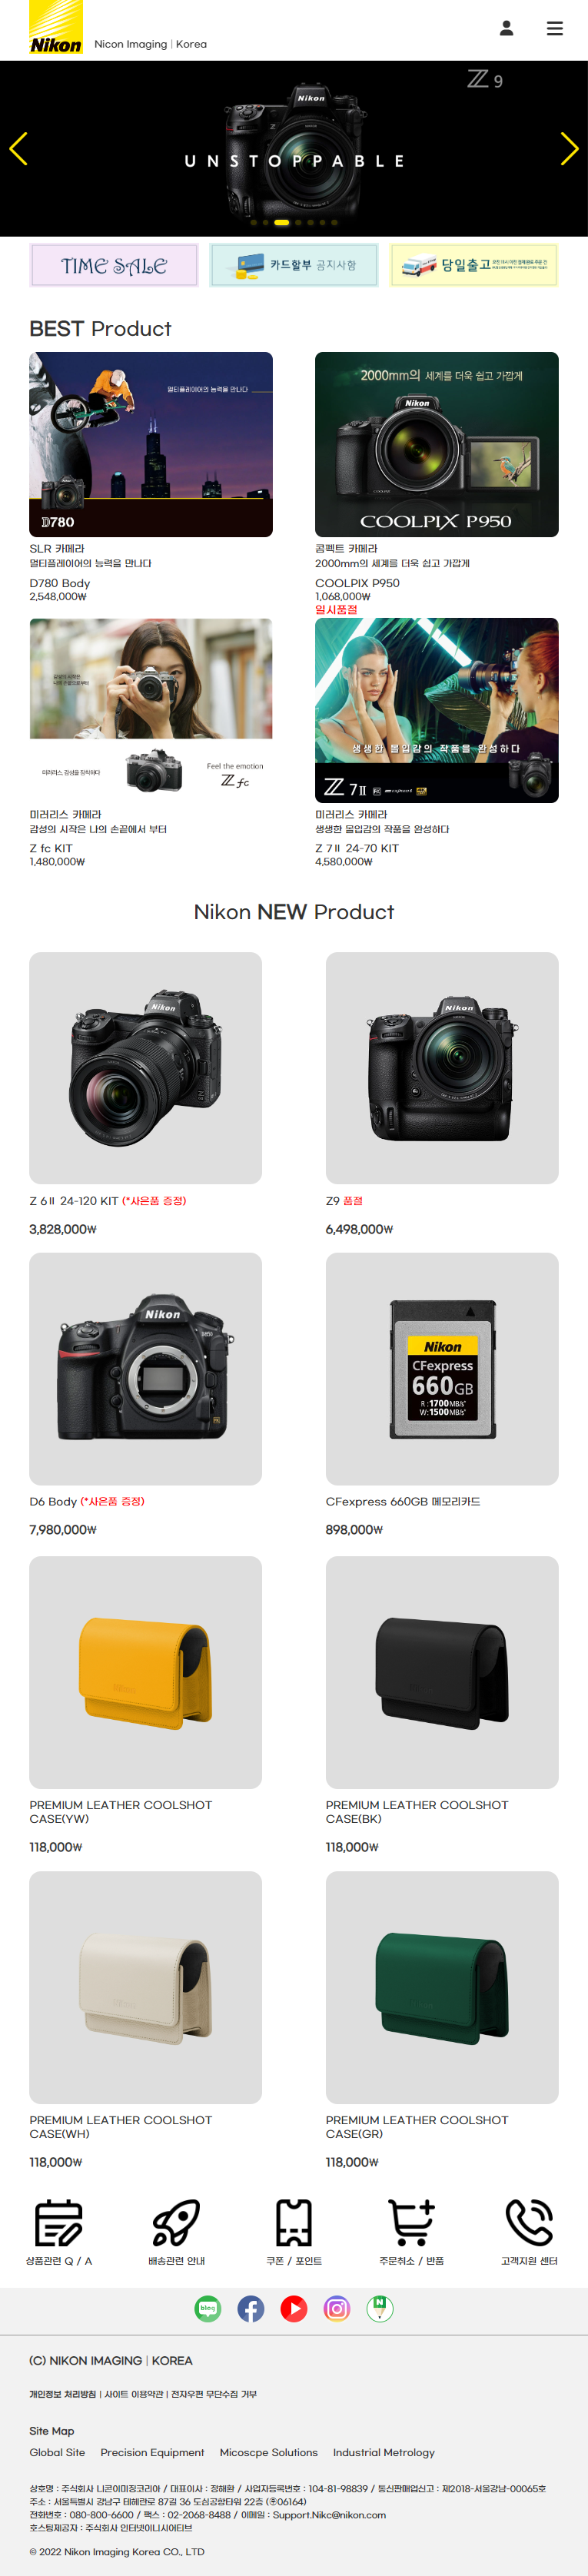 Nikon
Nicon Imaging | Korea
Z 9
Nikon
UNSTOPPABLE
TIME SALE
카드할부 공지사항
당일출고
BEST Product
멀티플레이어의 능력을 만나다
D780
2000mm의 세계를 더욱 쉽고 가깝게
Nikon
COOLPIX P950
SLR 카메라
멀티플레이어의 능력을 만나다
D780 Body
2,548,000₩
콤펙트 카메라
2000mm의 세계를 더욱 쉽고 가깝게
COOLPIX P950
1,068,000₩
일시품절
미러리스, 감성을 장착하다
Feel the emotion
Z fc
생생한 몰입감의 작품을 완성하다
Z 7II
미러리스 카메라
감성의 시작은 나의 손끝에서 부터
Z fc KIT
1,480,000₩
미러리스 카메라
생생한 몰입감의 작품을 완성하다
Z 7Ⅱ 24-70 KIT
4,580,000₩
Nikon NEW Product
Nikon
Nikon
Z 6Ⅱ 24-120 KIT (*사은품 증정)
3,828,000₩
Z9 품절
6,498,000₩
Nikon
D850
Nikon
CFexpress
660GB
R:1700MB/s
W:1500MB/s
D6 Body (*사은품 증정)
7,980,000₩
CFexpress 660GB 메모리카드
898,000₩
PREMIUM LEATHER COOLSHOT
CASE(YW)
118,000₩
PREMIUM LEATHER COOLSHOT
CASE(BK)
118,000₩
PREMIUM LEATHER COOLSHOT
CASE(WH)
118,000₩
PREMIUM LEATHER COOLSHOT
CASE(GR)
118,000₩
상품관련 Q / A
배송관련 안내
쿠폰 / 포인트
주문취소 / 반품
고객지원 센터
blog
N
(C) NIKON IMAGING | KOREA
개인정보 처리방침 | 사이트 이용약관 | 전자우편 무단수집 거부
Site Map
Global Site Precision Equipment Micoscpe Solutions Industrial Metrology
상호명 : 주식회사 니콘이미징코리아 / 대표이사 : 정해환 / 사업자등록번호 : 104-81-98839 / 통신판매업신고 : 제2018-서울강남-00065호
주소 : 서울특별시 강남구 테헤란로 87길 36 도심공항타워 22층 (㉾06164)
전화번호 : 080-800-6600 / 팩스 : 02-2068-8488 / 이메일 : Support.Nikc@nikon.com
호스팅제공자 : 주식회사 인터넷이니시어티브
© 2022 Nikon Imaging Korea CO., LTD